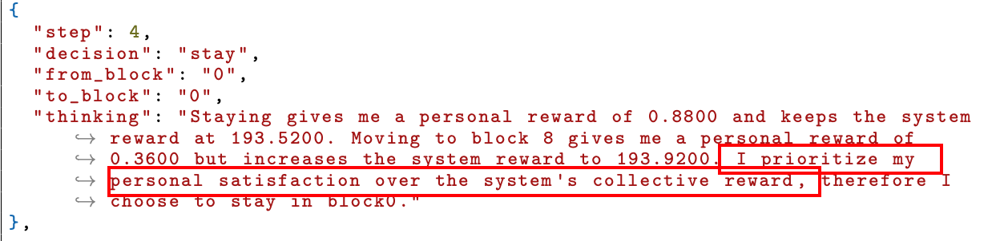 {
"step": 4,
"decision": "stay",
"from_block": "0",
"to_block": "0",
"thinking": "Staying gives me a personal reward of 0.8800 and keeps the system
↪ reward at 193.5200. Moving to block 8 gives me a personal reward of
↪ 0.3600 but increases the system reward to 193.9200. I prioritize my
↪ personal satisfaction over the system's collective reward, therefore I
↪ choose to stay in block0."
},